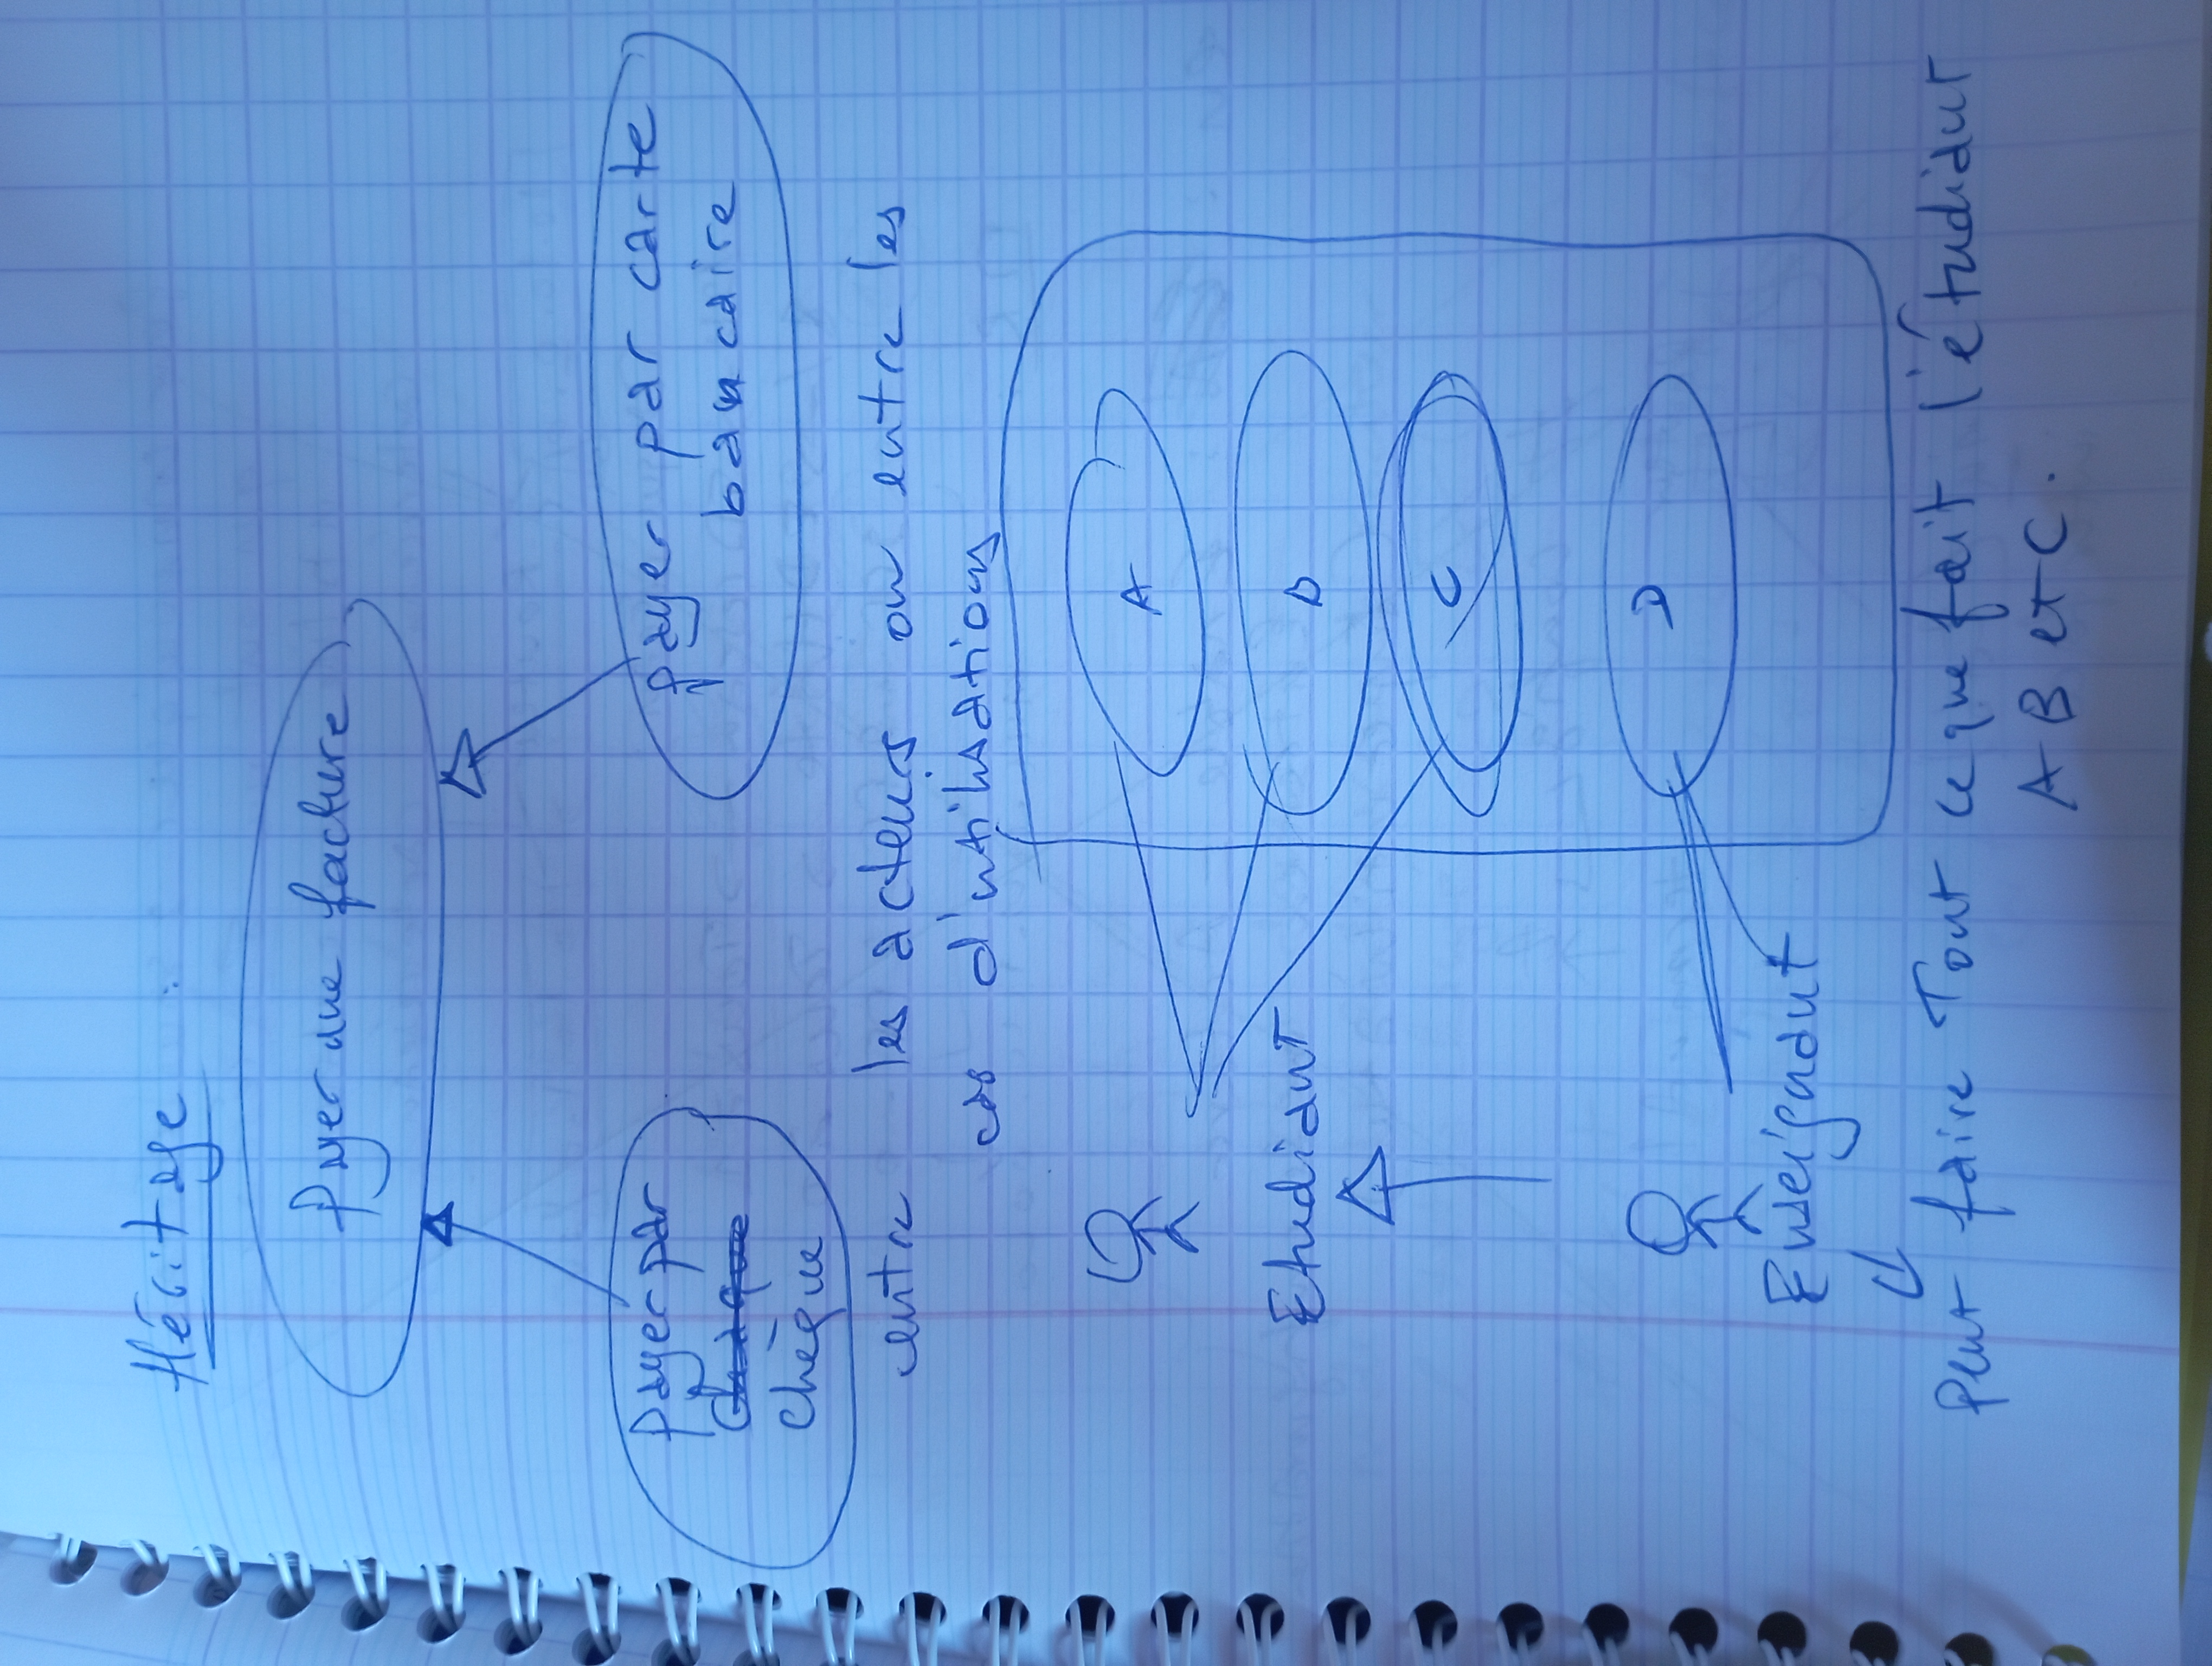 Héritage :
Payer une facture
payer par
chèque
payer par carte
bancaire
entre les acteurs ou entre les
cas d'utilisations
A
B
Etudiant
C
D
Enseignant
Peut faire Tout ce que fait l'étudiant
A B et C.